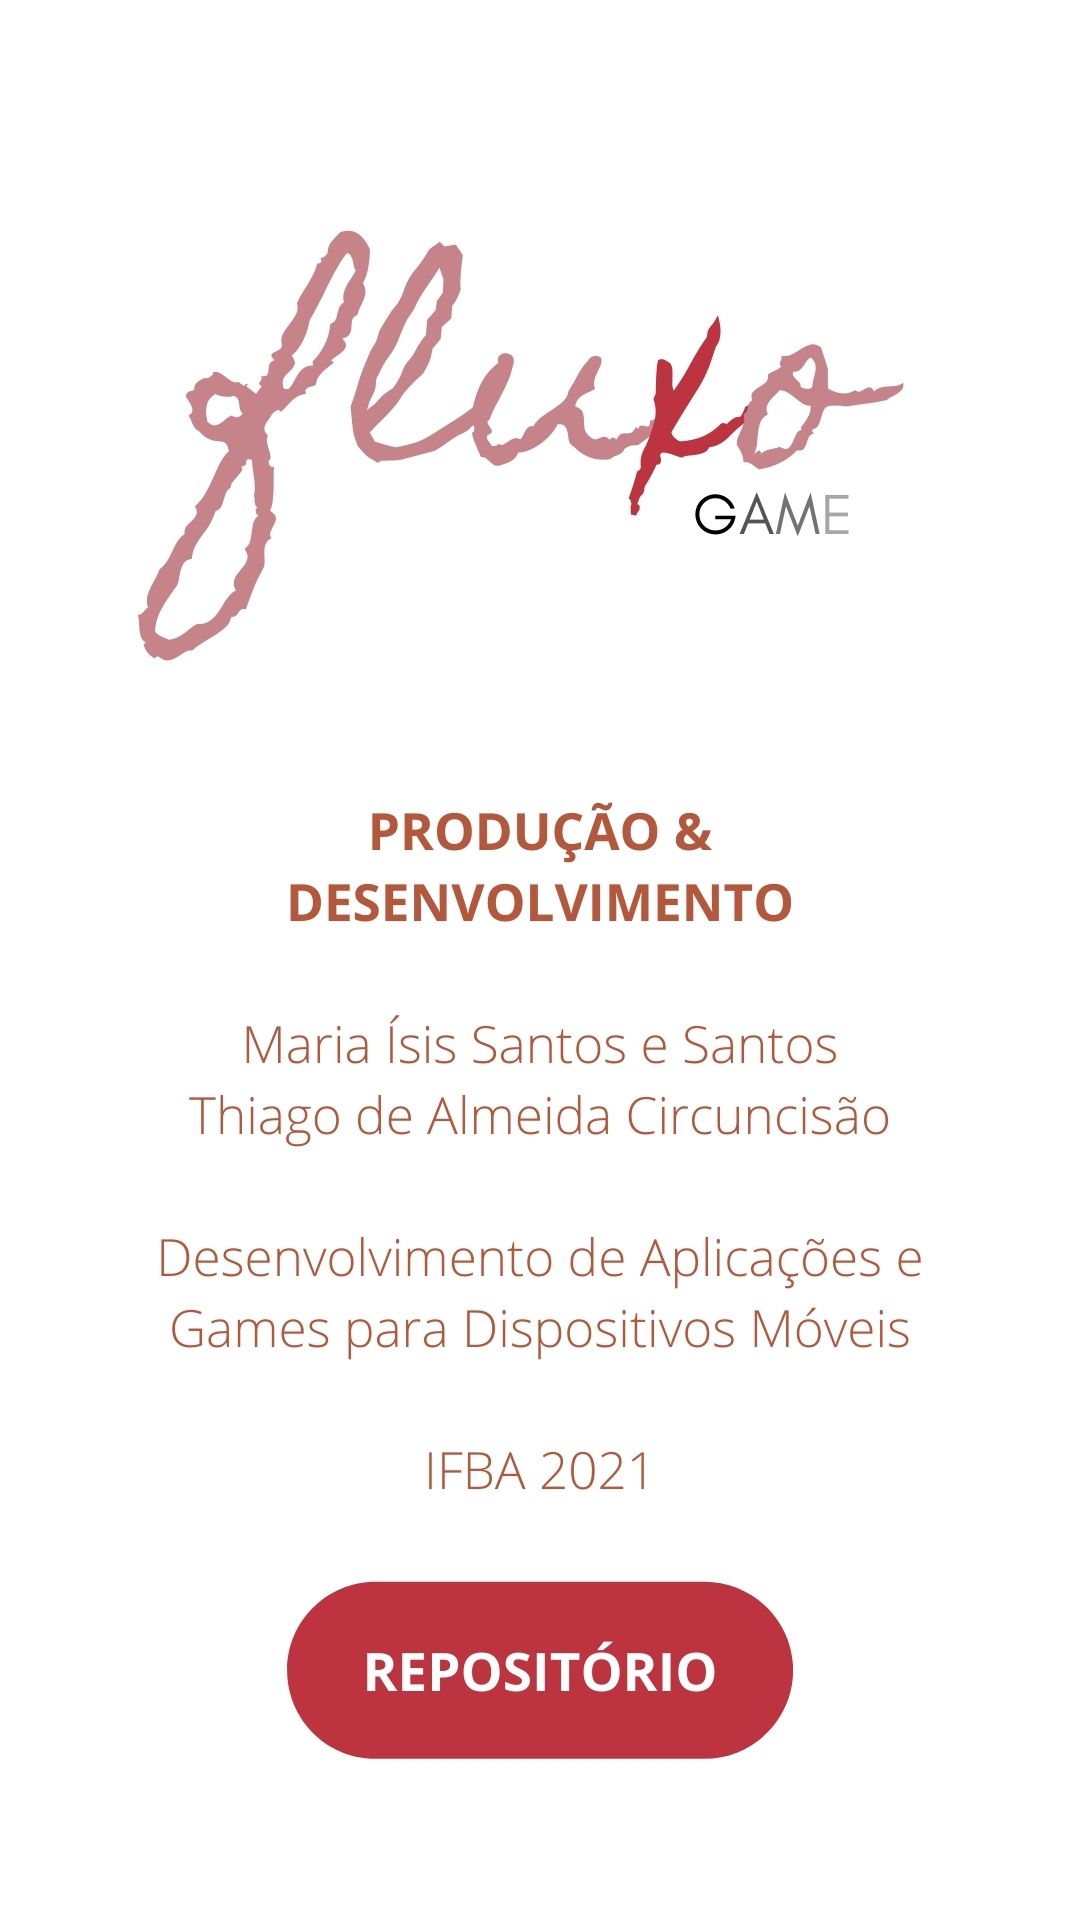 fluxo
GAME
PRODUÇÃO &
DESENVOLVIMENTO
Maria Ísis Santos e Santos
Thiago de Almeida Circuncisão
Desenvolvimento de Aplicações e
Games para Dispositivos Móveis
IFBA 2021
REPOSITÓRIO